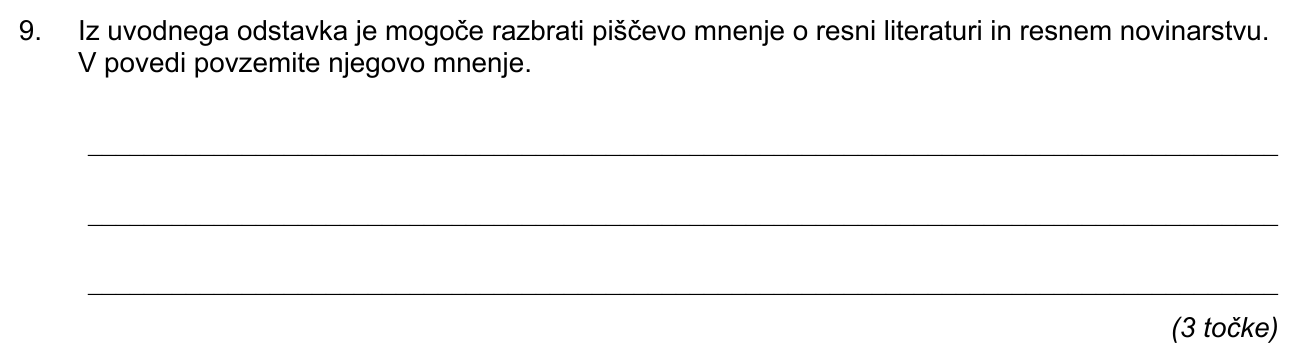 9. Iz uvodnega odstavka je mogoče razbrati piščevo mnenje o resni literaturi in resnem novinarstvu.
V povedi povzemite njegovo mnenje.
(3 točke)